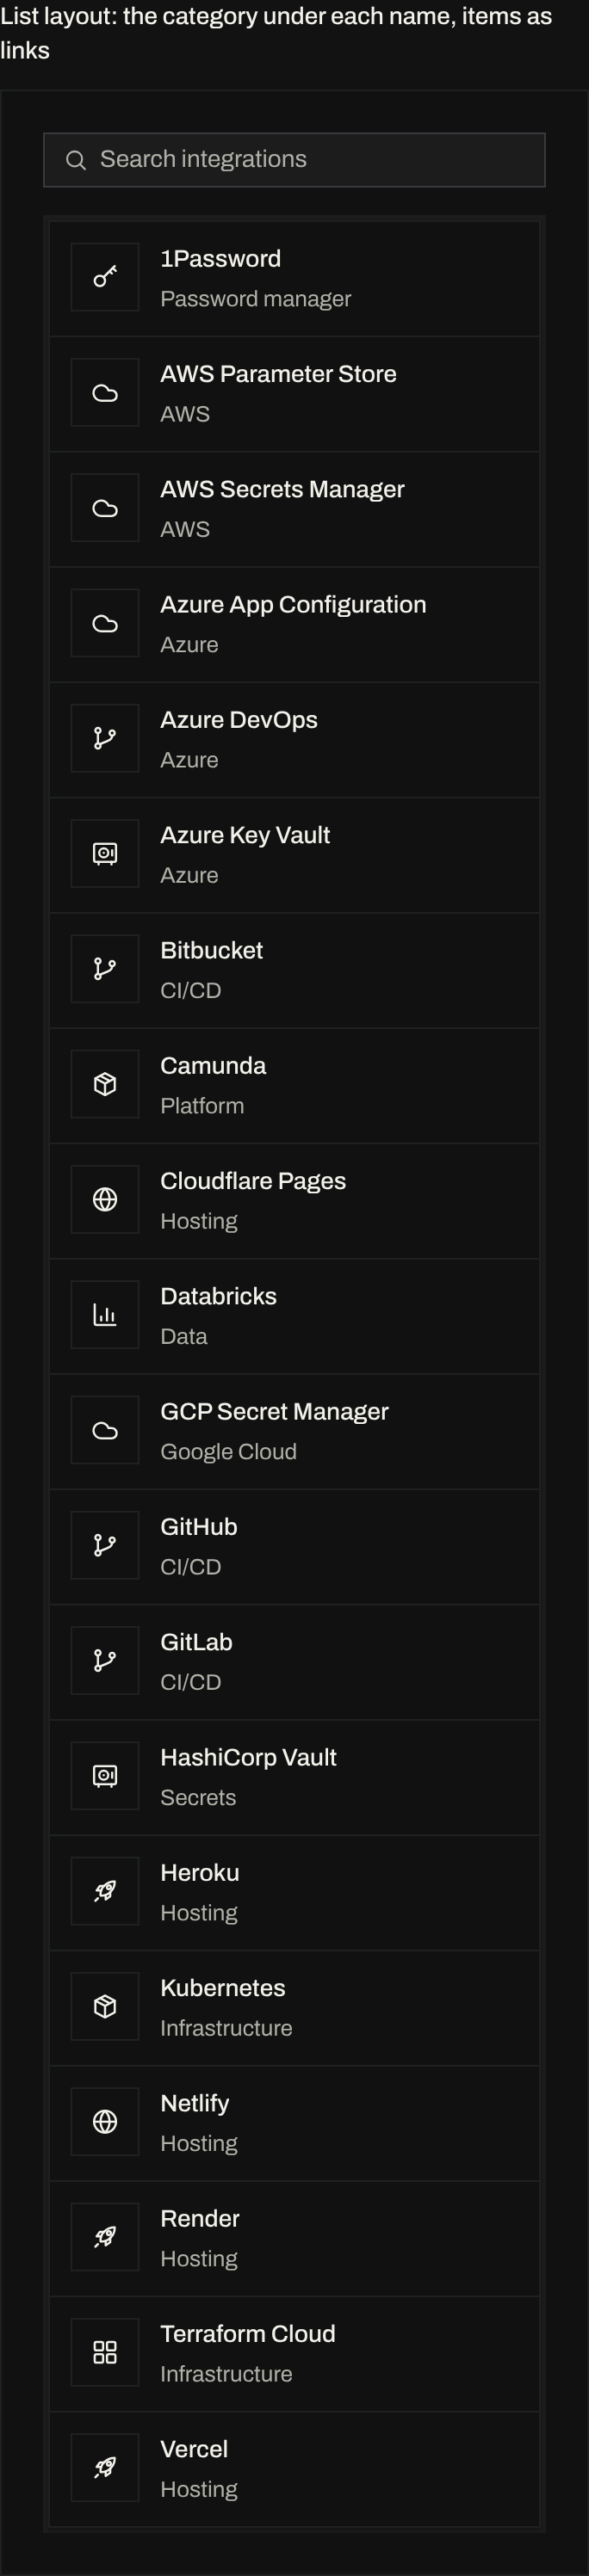 List layout: the category under each name, items as
links
Search integrations
1Password
Password manager
AWS Parameter Store
AWS
AWS Secrets Manager
AWS
Azure App Configuration
Azure
Azure DevOps
Azure
Azure Key Vault
Azure
Bitbucket
CI/CD
Camunda
Platform
Cloudflare Pages
Hosting
Databricks
Data
GCP Secret Manager
Google Cloud
GitHub
CI/CD
GitLab
CI/CD
HashiCorp Vault
Secrets
Heroku
Hosting
Kubernetes
Infrastructure
Netlify
Hosting
Render
Hosting
Terraform Cloud
Infrastructure
Vercel
Hosting